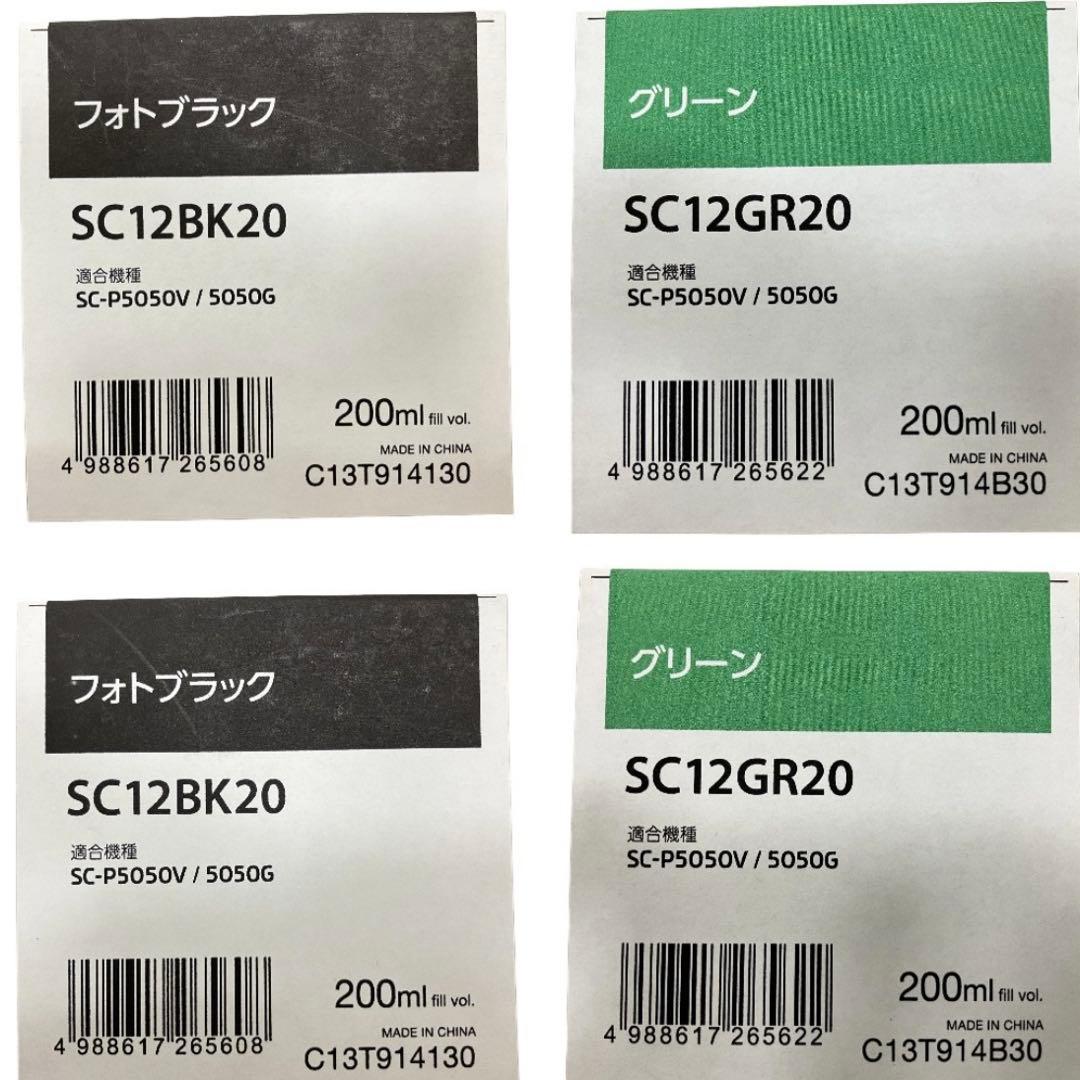 フォトブラック
SC12BK20
適合機種
SC-P5050V / 5050G
200ml fill vol.
MADE IN CHINA
4 988617 265608
C13T914130
グリーン
SC12GR20
適合機種
SC-P5050V / 5050G
200ml fill vol.
MADE IN CHINA
4 988617 265622
C13T914B30
フォトブラック
SC12BK20
適合機種
SC-P5050V / 5050G
200ml fill vol.
MADE IN CHINA
4 988617 265608
C13T914130
グリーン
SC12GR20
適合機種
SC-P5050V / 5050G
200ml fill vol.
MADE IN CHINA
4 988617 265622
C13T914B30